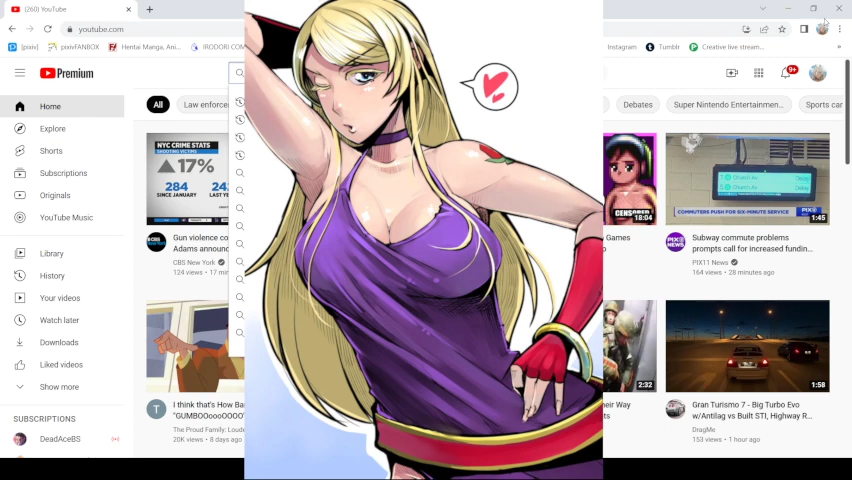 (260) YouTube
youtube.com
[pixiv]
pixivFANBOX
Hentai Manga, Ani...
IRODORI COM
Instagram
Tumblr
Creative live stream...
Premium
9+
All
Law enforce
Debates
Super Nintendo Entertainmen...
Sports car
Home
Explore
Shorts
Subscriptions
Originals
YouTube Music
Library
History
Your videos
Watch later
Downloads
Liked videos
Show more
SUBSCRIPTIONS
DeadAceBS
NYC CRIME STATS
SHOOTING VICTIMS
17%
284
SINCE JANUARY
LAST YE
Gun violence co
Adams announc
CBS New York
124 views • 17 min
CENSORED
18:04
Games
COMMUTERS PUSH FOR SIX-MINUTE SERVICE
PIX11
1:45
Subway commute problems
prompts call for increased fundin...
PIX11 News
164 views • 28 minutes ago
T
I think that's How Ba
"GUMBOOooo0OOO"
The Proud Family: Loude
20K views • 8 days ago
2:32
heir Way
ts
1:58
Gran Turismo 7 - Big Turbo Evo
w/Antilag vs Built STI, Highway R...
DragMe
153 views • 1 hour ago